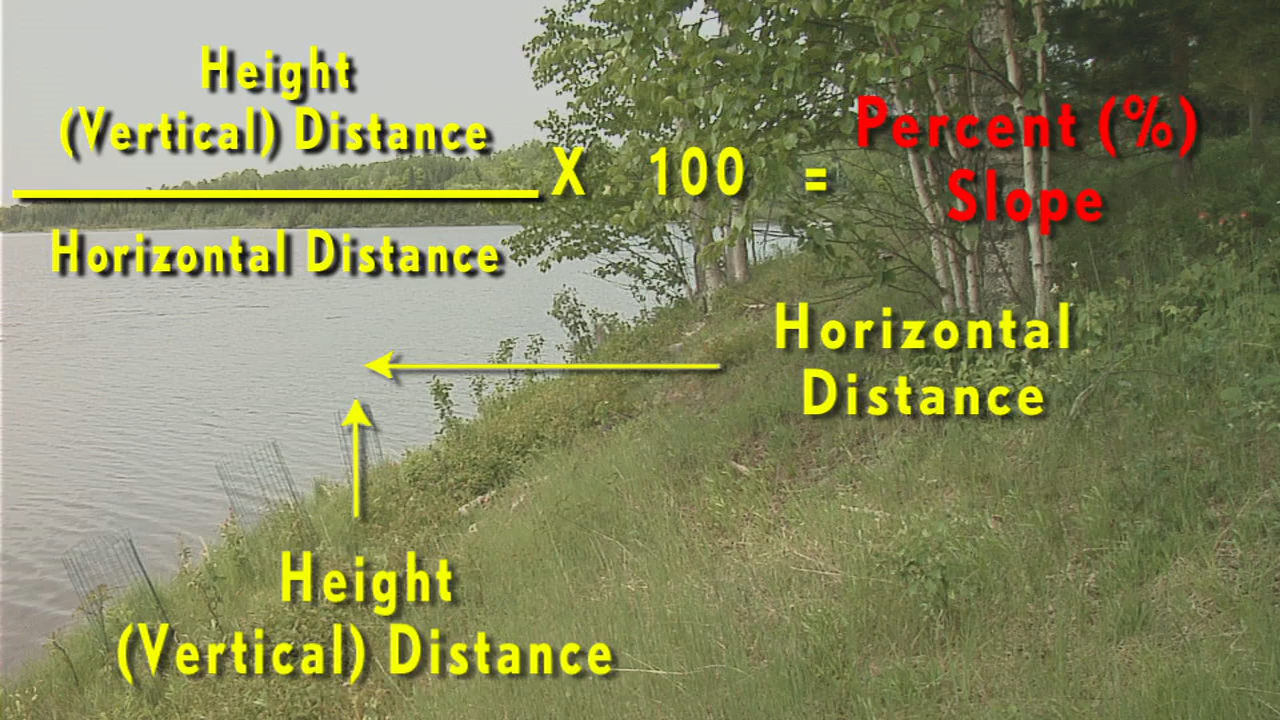 Height
(Vertical) Distance
X 100 =
Percent (%)
Slope
Horizontal Distance
Horizontal
Distance
Height
(Vertical) Distance